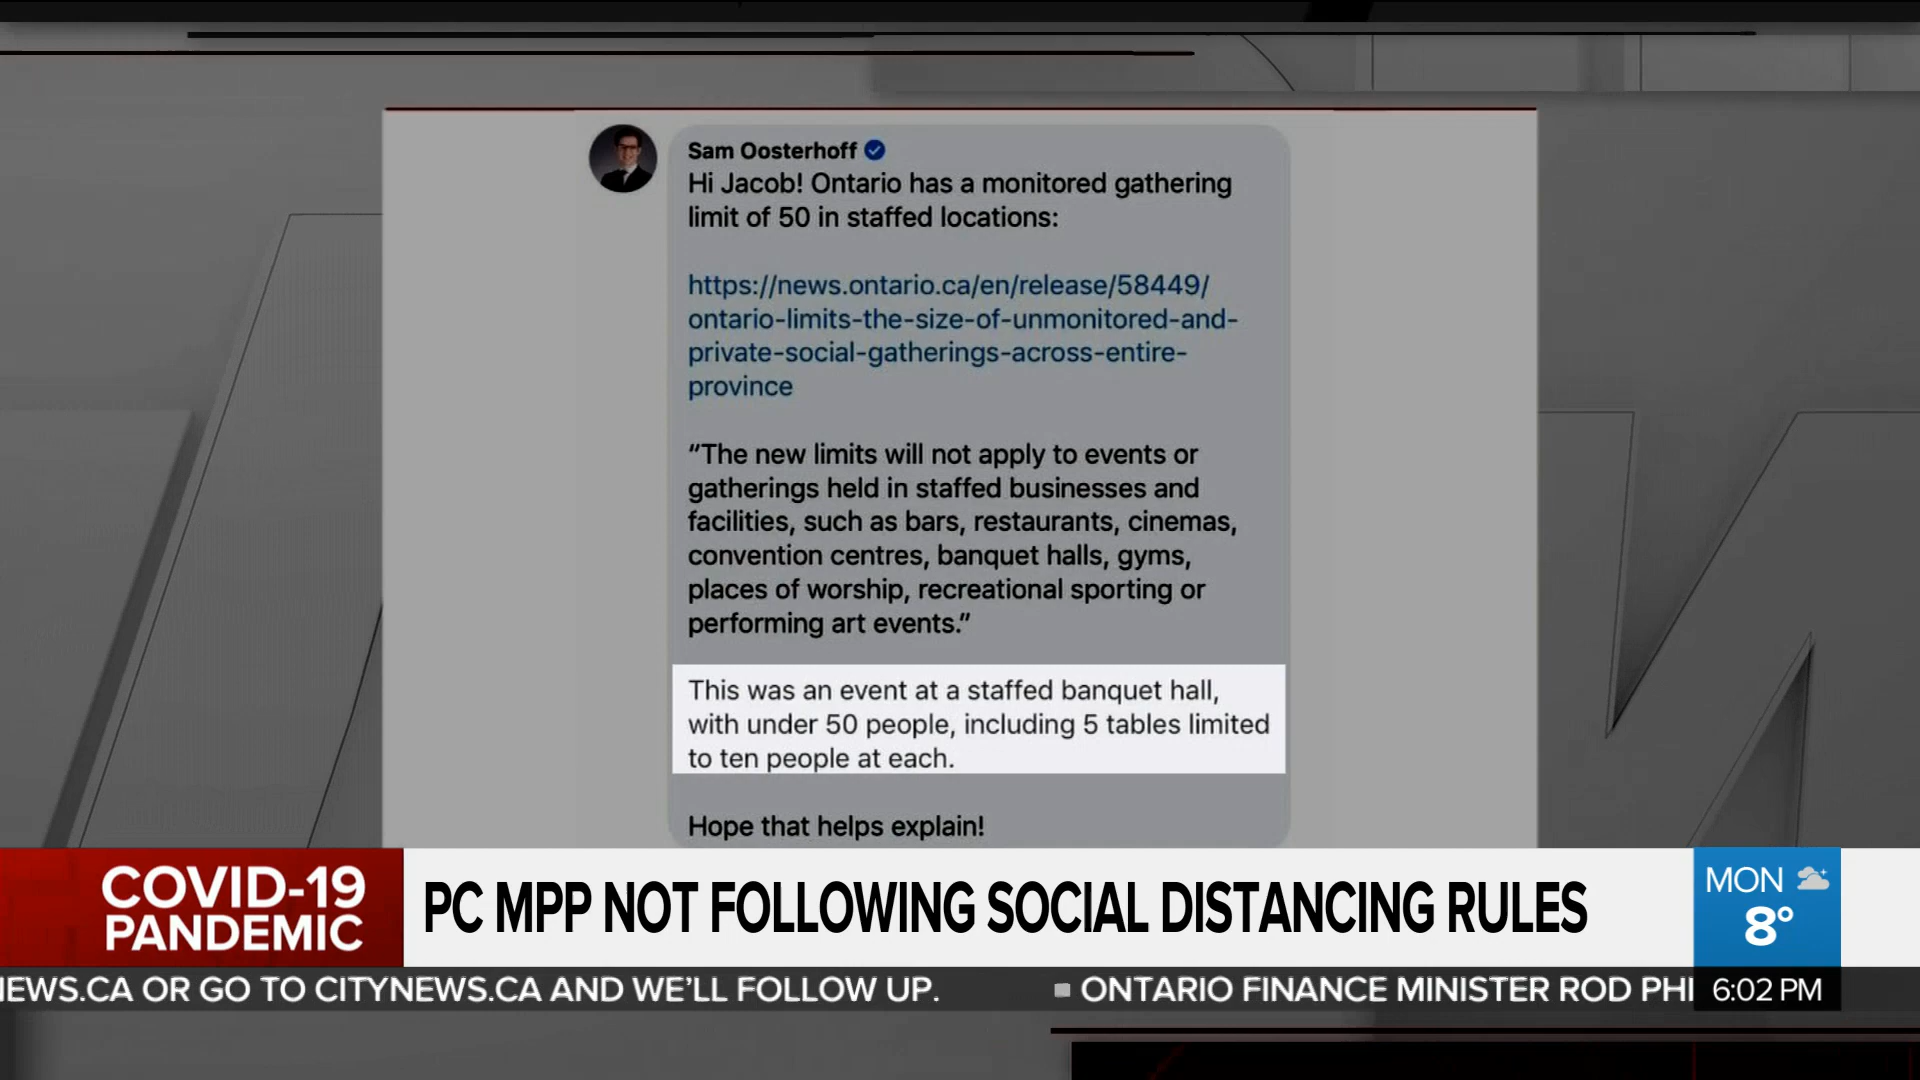 Sam Oosterhoff
Hi Jacob! Ontario has a monitored gathering
limit of 50 in staffed locations:
https://news.ontario.ca/en/release/58449/
ontario-limits-the-size-of-unmonitored-and-
private-social-gatherings-across-entire-
province
“The new limits will not apply to events or
gatherings held in staffed businesses and
facilities, such as bars, restaurants, cinemas,
convention centres, banquet halls, gyms,
places of worship, recreational sporting or
performing art events.”
This was an event at a staffed banquet hall,
with under 50 people, including 5 tables limited
to ten people at each.
Hope that helps explain!
COVID-19
PANDEMIC
PC MPP NOT FOLLOWING SOCIAL DISTANCING RULES
MON
8°
EWS.CA OR GO TO CITYNEWS.CA AND WE’LL FOLLOW UP.
ONTARIO FINANCE MINISTER ROD PHI
6:02 PM